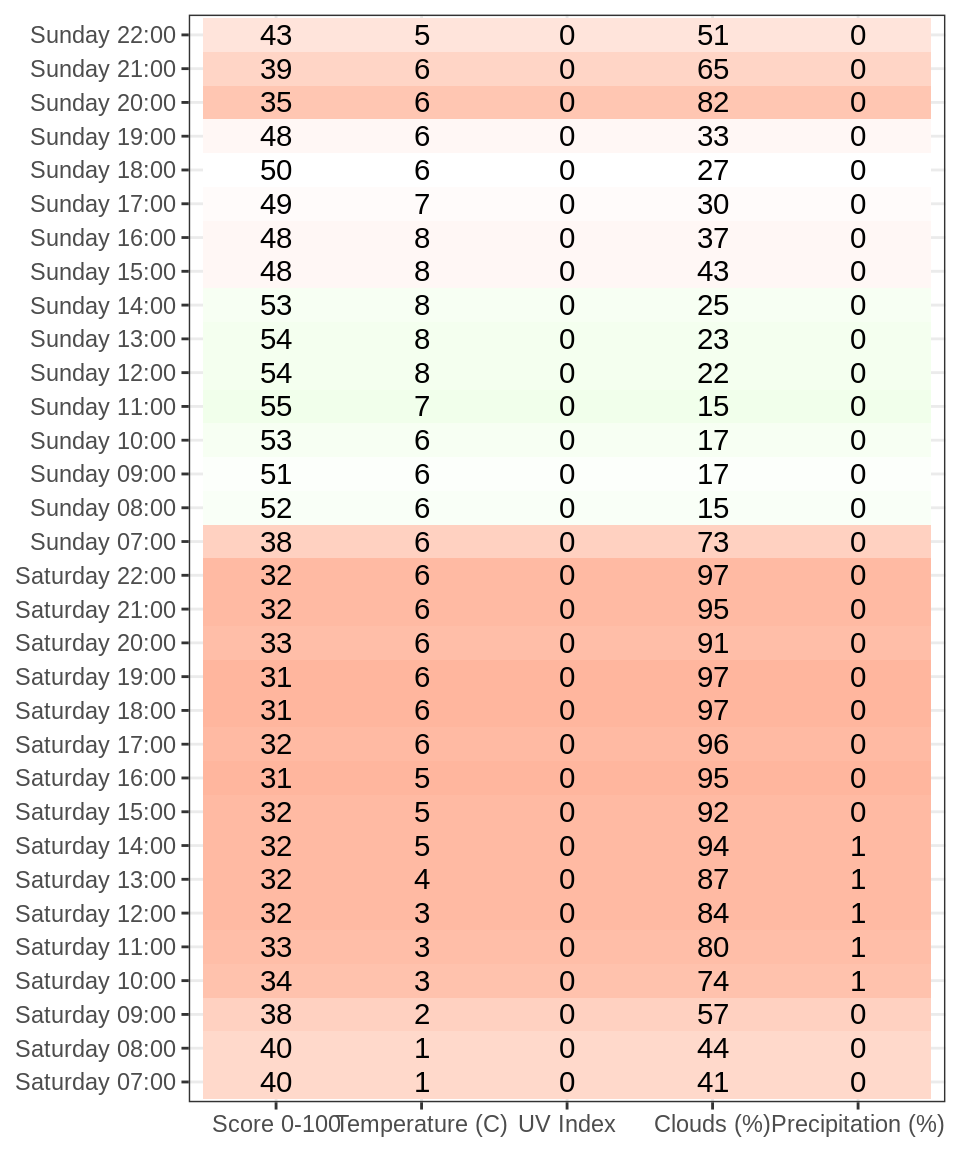 Sunday 22:00 43 5 0 51 0
Sunday 21:00 39 6 0 65 0
Sunday 20:00 35 6 0 82 0
Sunday 19:00 48 6 0 33 0
Sunday 18:00 50 6 0 27 0
Sunday 17:00 49 7 0 30 0
Sunday 16:00 48 8 0 37 0
Sunday 15:00 48 8 0 43 0
Sunday 14:00 53 8 0 25 0
Sunday 13:00 54 8 0 23 0
Sunday 12:00 54 8 0 22 0
Sunday 11:00 55 7 0 15 0
Sunday 10:00 53 6 0 17 0
Sunday 09:00 51 6 0 17 0
Sunday 08:00 52 6 0 15 0
Sunday 07:00 38 6 0 73 0
Saturday 22:00 32 6 0 97 0
Saturday 21:00 32 6 0 95 0
Saturday 20:00 33 6 0 91 0
Saturday 19:00 31 6 0 97 0
Saturday 18:00 31 6 0 97 0
Saturday 17:00 32 6 0 96 0
Saturday 16:00 31 5 0 95 0
Saturday 15:00 32 5 0 92 0
Saturday 14:00 32 5 0 94 1
Saturday 13:00 32 4 0 87 1
Saturday 12:00 32 3 0 84 1
Saturday 11:00 33 3 0 80 1
Saturday 10:00 34 3 0 74 1
Saturday 09:00 38 2 0 57 0
Saturday 08:00 40 1 0 44 0
Saturday 07:00 40 1 0 41 0
Score 0-100 Temperature (C) UV Index Clouds (%) Precipitation (%)